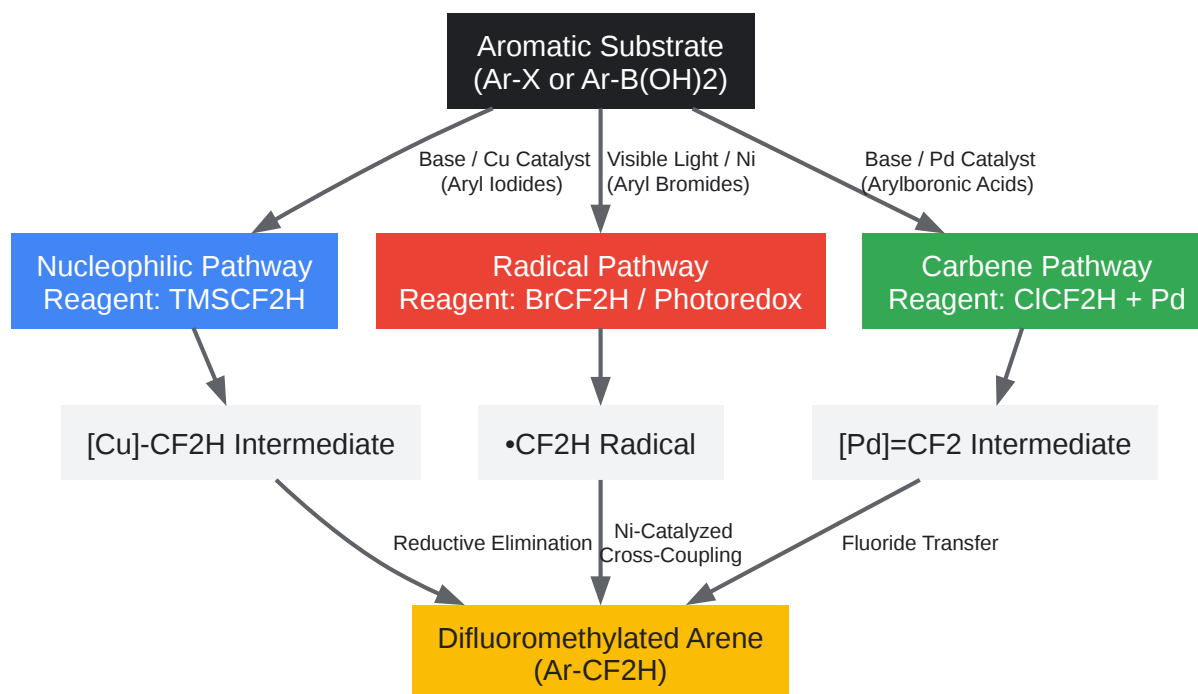 Aromatic Substrate
(Ar-X or Ar-B(OH)2)
Base / Cu Catalyst
(Aryl Iodides)
Visible Light / Ni
(Aryl Bromides)
Base / Pd Catalyst
(Arylboronic Acids)
Nucleophilic Pathway
Reagent: TMSCF2H
Radical Pathway
Reagent: BrCF2H / Photoredox
Carbene Pathway
Reagent: ClCF2H + Pd
[Cu]-CF2H Intermediate
•CF2H Radical
[Pd]=CF2 Intermediate
Reductive Elimination
Ni-Catalyzed
Cross-Coupling
Fluoride Transfer
Difluoromethylated Arene
(Ar-CF2H)